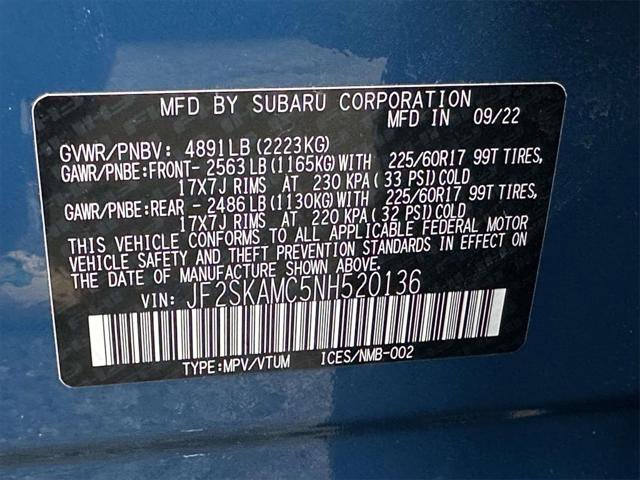 MFD BY SUBARU CORPORATION
MFD IN 09/22
GVWR/PNBV: 4891LB(2223KG)
GAWR/PNBE:FRONT- 2563LB(1165KG)WITH 225/60R17 99T TIRES,
17X7J RIMS AT 230 KPA(33 PSI)COLD
GAWR/PNBE:REAR - 2486LB(1130KG)WITH 225/60R17 99T TIRES,
17X7J RIMS AT 220 KPA(32 PSI)COLD
THIS VEHICLE CONFORMS TO ALL APPLICABLE FEDERAL MOTOR
VEHICLE SAFETY AND THEFT PREVENTION STANDARDS IN EFFECT ON
THE DATE OF MANUFACTURE SHOWN ABOVE.
VIN: JF2SKAMC5NH520136
TYPE:MPV/VTUM ICES/NMB-002